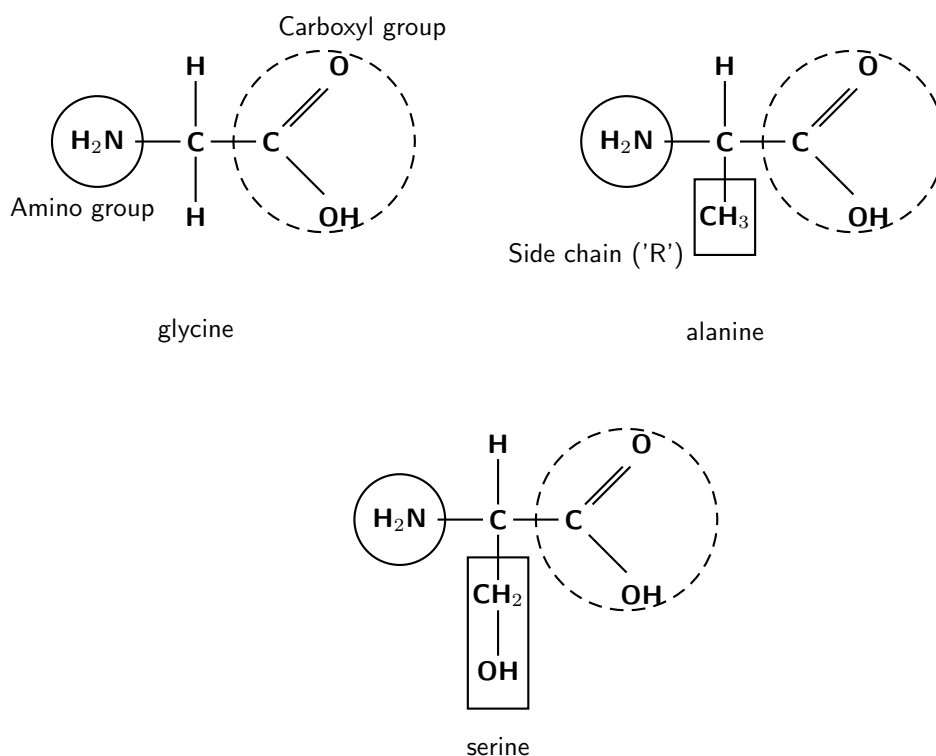 Carboxyl group
H O H O
H₂N C C H₂N C C
Amino group H OH CH₃ OH
Side chain ('R')
glycine alanine
H O
H₂N C C
CH₂ OH
OH
serine